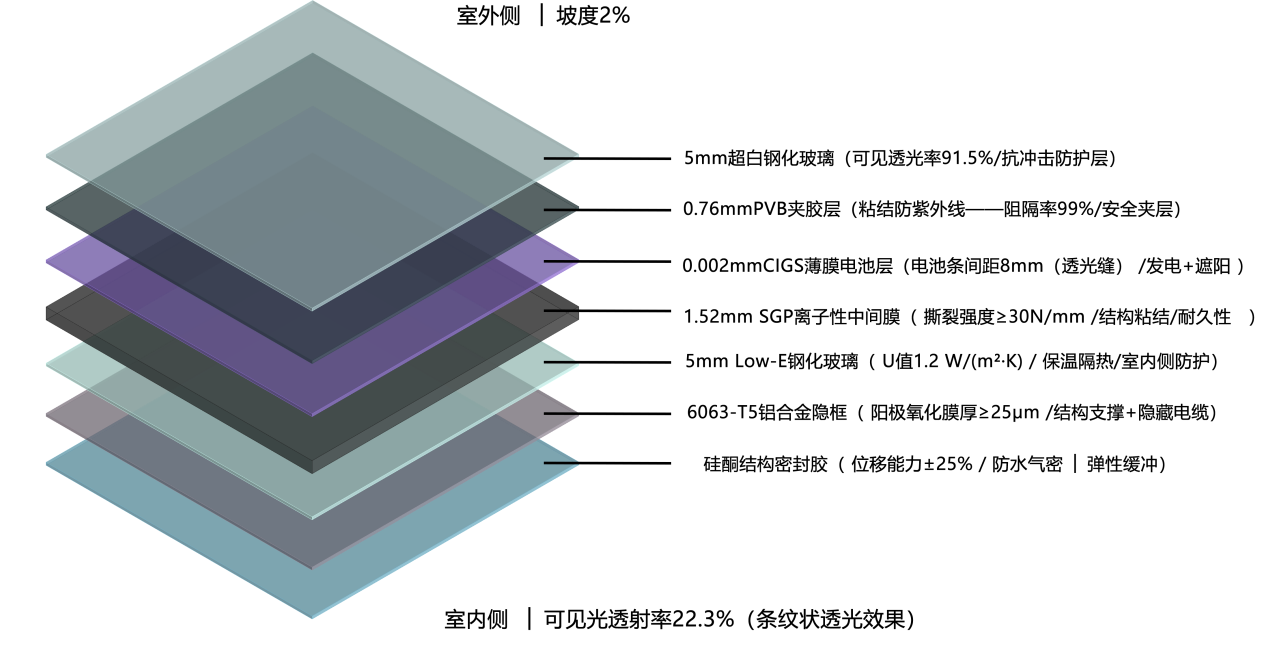 室外侧 | 坡度2%
5mm超白钢化玻璃（可见透光率91.5%/抗冲击防护层）
0.76mmPVB夹胶层（粘结防紫外线——阻隔率99%/安全夹层）
0.002mmCIGS薄膜电池层（电池条间距8mm（透光缝） /发电+遮阳 ）
1.52mm SGP离子性中间膜（ 撕裂强度≥30N/mm /结构粘结/耐久性 ）
5mm Low-E钢化玻璃（ U值1.2 W/(m²·K) / 保温隔热/室内侧防护）
6063-T5铝合金隐框（ 阳极氧化膜厚≥25μm /结构支撑+隐藏电缆）
硅酮结构密封胶（ 位移能力±25% / 防水气密 | 弹性缓冲）
室内侧 | 可见光透射率22.3%（条纹状透光效果）